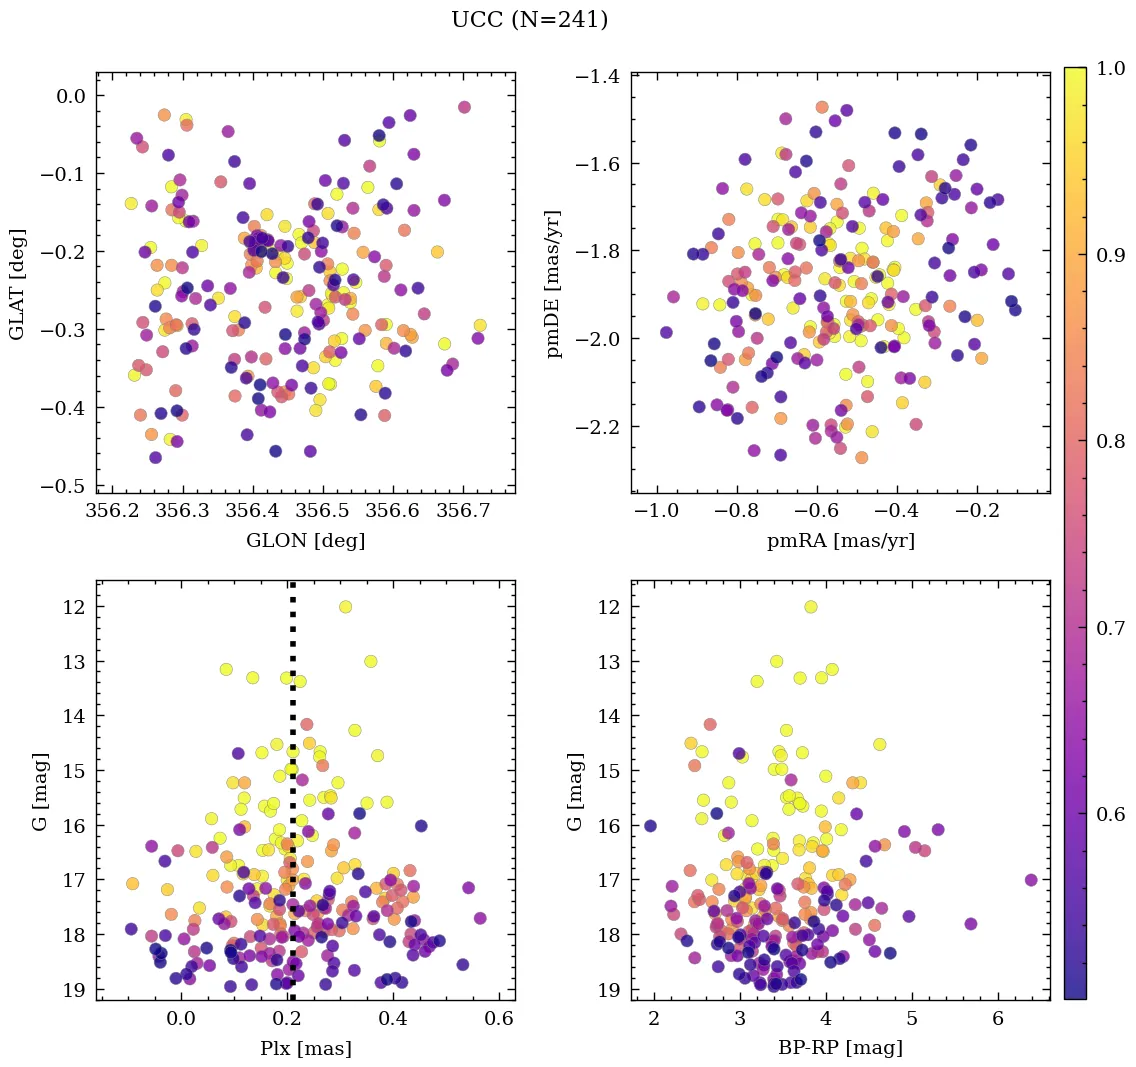 UCC (N=241)
0.0
−0.1
−0.2
−0.3
−0.4
−0.5
GLAT [deg]
356.2 356.3 356.4 356.5 356.6 356.7
GLON [deg]
−1.4
−1.6
−1.8
−2.0
−2.2
pmDE [mas/yr]
−1.0 −0.8 −0.6 −0.4 −0.2
pmRA [mas/yr]
12
13
14
15
16
17
18
19
G [mag]
0.0 0.2 0.4 0.6
Plx [mas]
12
13
14
15
16
17
18
19
G [mag]
2 3 4 5 6
BP-RP [mag]
1.0
0.9
0.8
0.7
0.6